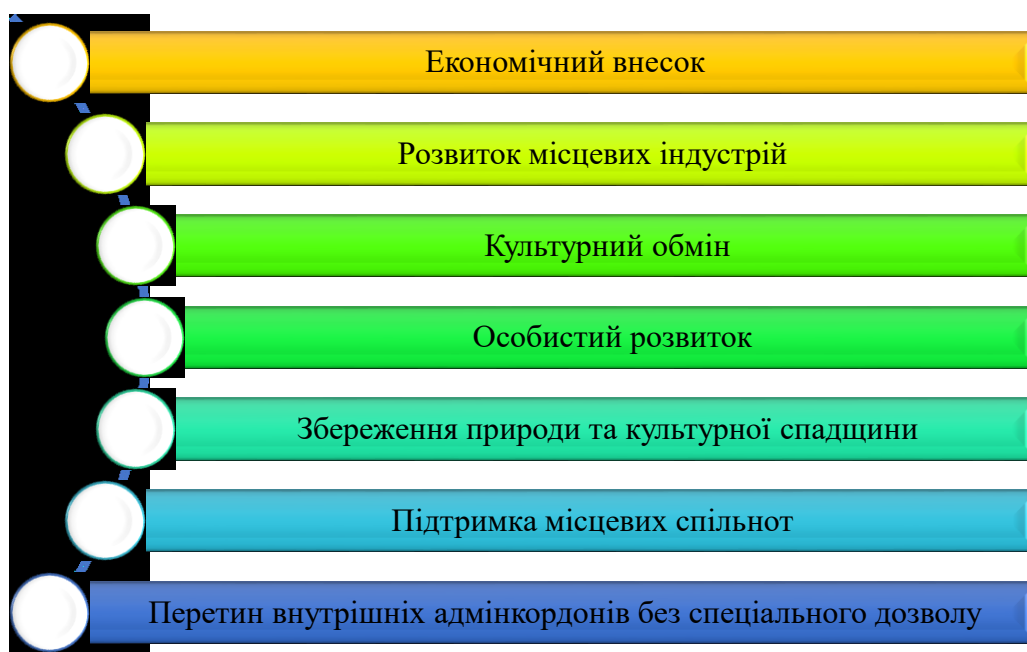 Економічний внесок
Розвиток місцевих індустрій
Культурний обмін
Особистий розвиток
Збереження природи та культурної спадщини
Підтримка місцевих спільнот
Перетин внутрішніх адмінкордонів без спеціального дозволу